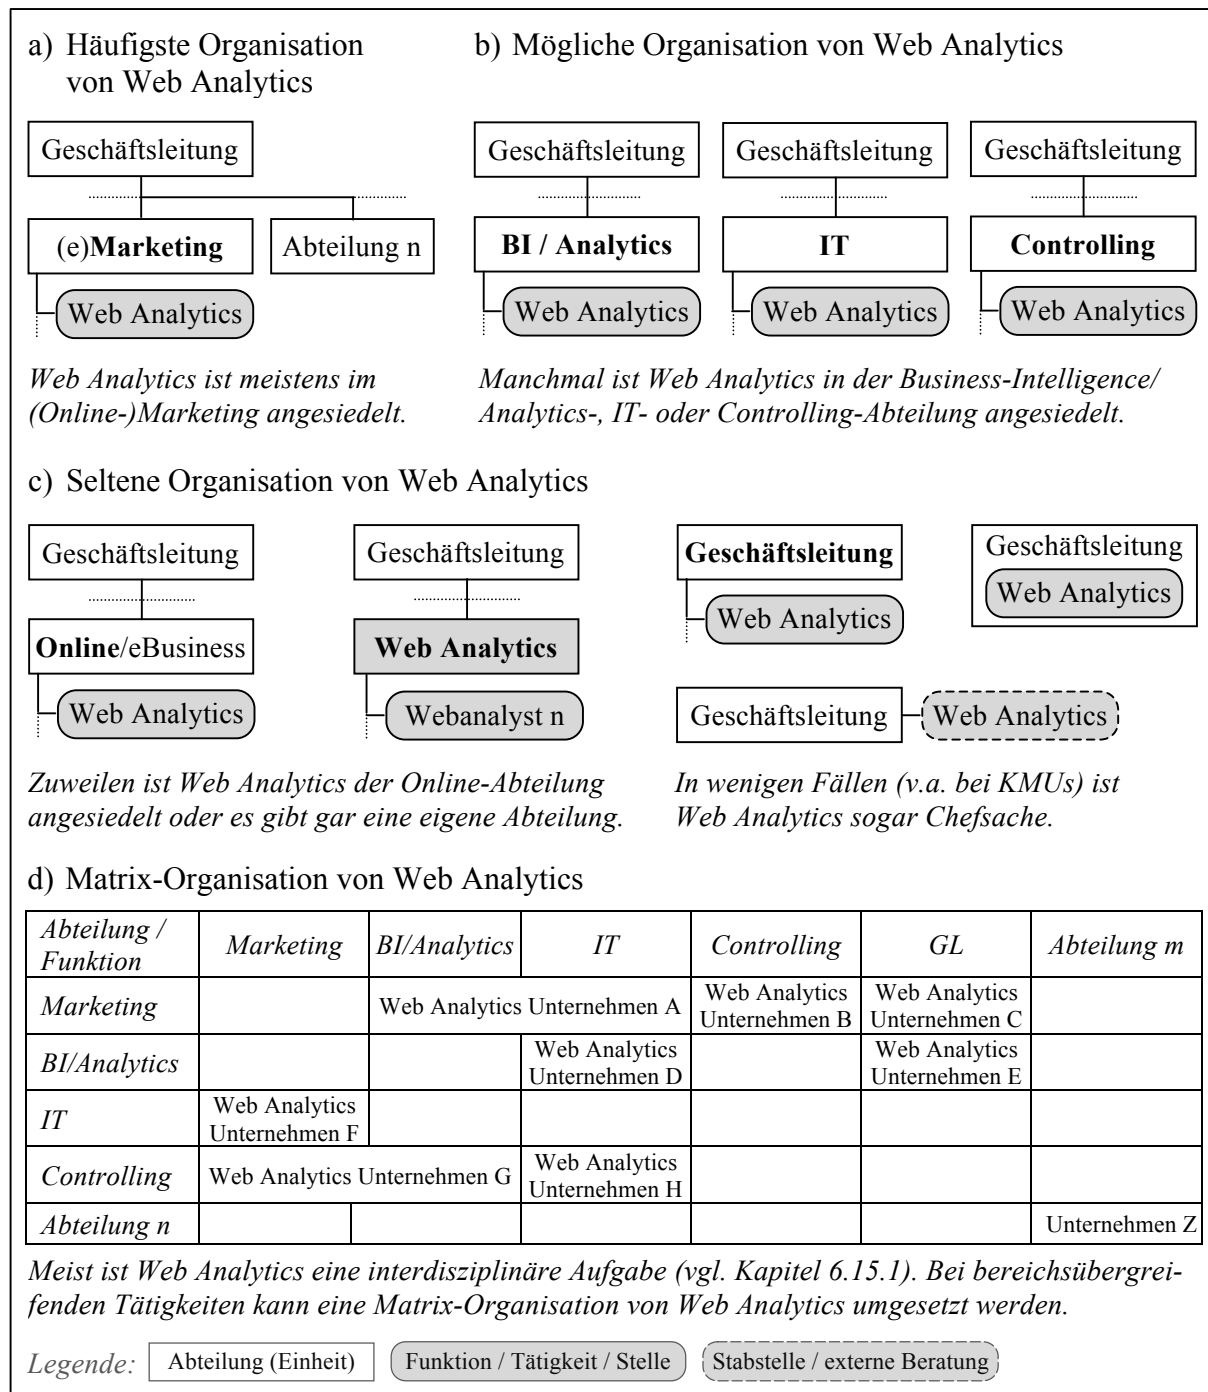 a) Häufigste Organisation
von Web Analytics
Geschäftsleitung
(e)Marketing
Abteilung n
Web Analytics
Web Analytics ist meistens im
(Online-)Marketing angesiedelt.
b) Mögliche Organisation von Web Analytics
Geschäftsleitung
BI / Analytics
Web Analytics
Geschäftsleitung
IT
Web Analytics
Geschäftsleitung
Controlling
Web Analytics
Manchmal ist Web Analytics in der Business-Intelligence/
Analytics-, IT- oder Controlling-Abteilung angesiedelt.
c) Seltene Organisation von Web Analytics
Geschäftsleitung
Online/eBusiness
Web Analytics
Geschäftsleitung
Web Analytics
Webanalyst n
Zuweilen ist Web Analytics der Online-Abteilung
angesiedelt oder es gibt gar eine eigene Abteilung.
Geschäftsleitung
Web Analytics
Geschäftsleitung
Web Analytics
Geschäftsleitung
Web Analytics
In wenigen Fällen (v.a. bei KMUs) ist
Web Analytics sogar Chefsache.
d) Matrix-Organisation von Web Analytics
Abteilung /
Funktion
Marketing
BI/Analytics
IT
Controlling
GL
Abteilung m
Marketing
Web Analytics Unternehmen A
Web Analytics
Unternehmen B
Web Analytics
Unternehmen C
BI/Analytics
Web Analytics
Unternehmen D
Web Analytics
Unternehmen E
IT
Web Analytics
Unternehmen F
Controlling
Web Analytics Unternehmen G
Web Analytics
Unternehmen H
Abteilung n
Unternehmen Z
Meist ist Web Analytics eine interdisziplinäre Aufgabe (vgl. Kapitel 6.15.1). Bei bereichsübergrei-
fenden Tätigkeiten kann eine Matrix-Organisation von Web Analytics umgesetzt werden.
Legende:
Abteilung (Einheit)
Funktion / Tätigkeit / Stelle
Stabstelle / externe Beratung